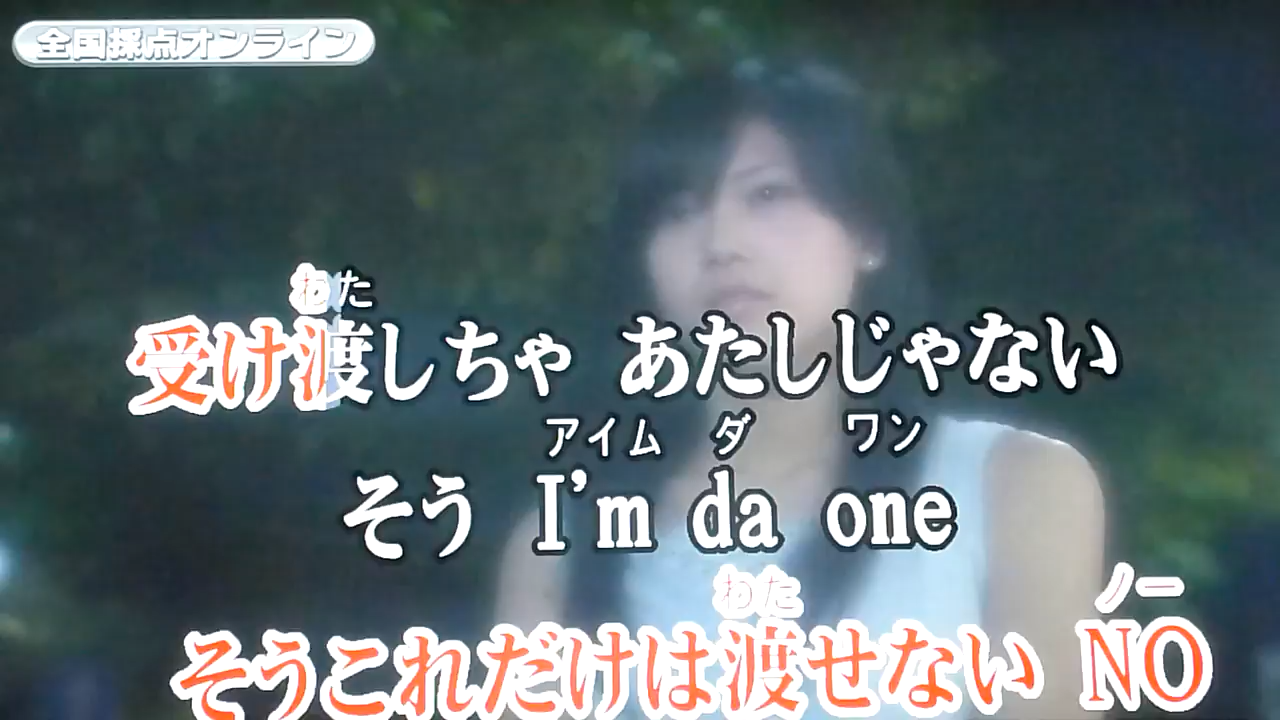 全国採点オンライン
わた
受け渡しちゃ あたしじゃない
アイム ダ ワン
そう I'm da one
わた ノー
そうこれだけは渡せない NO